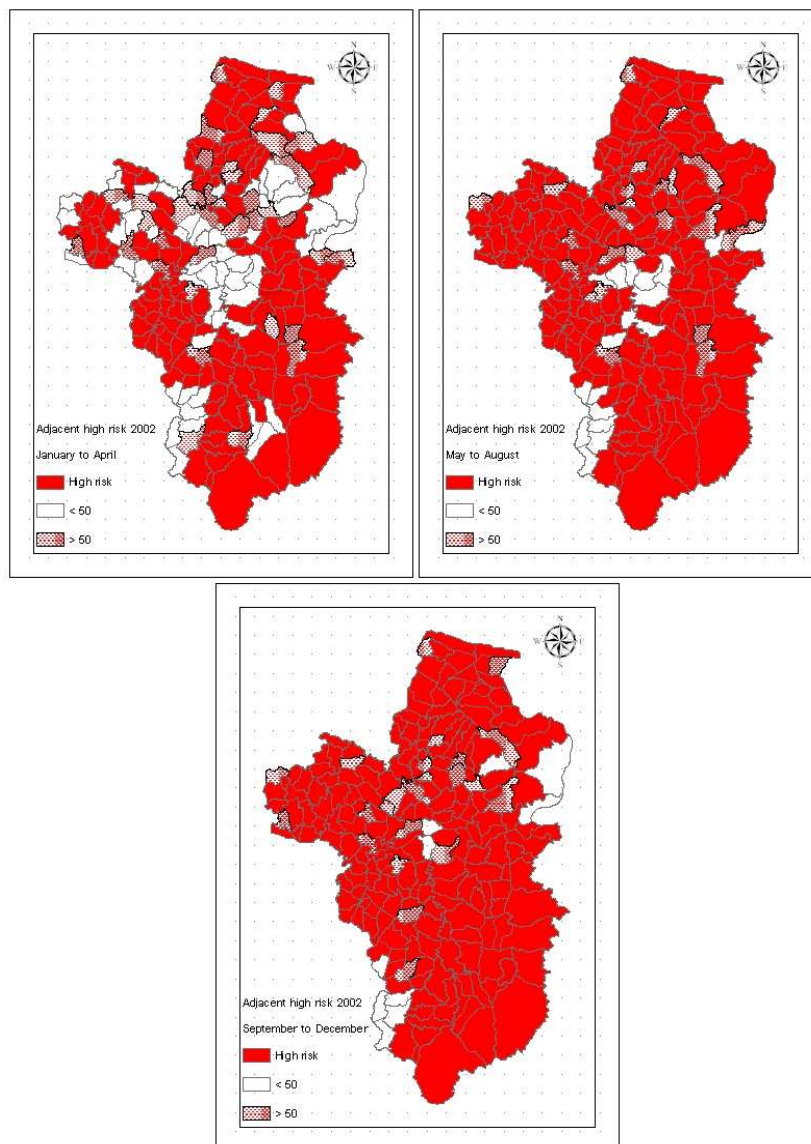 N
W E
S
Adjacent high risk 2002
January to April
High risk
< 50
> 50
N
W E
S
Adjacent high risk 2002
May to August
High risk
< 50
> 50
N
W E
S
Adjacent high risk 2002
September to December
High risk
< 50
> 50